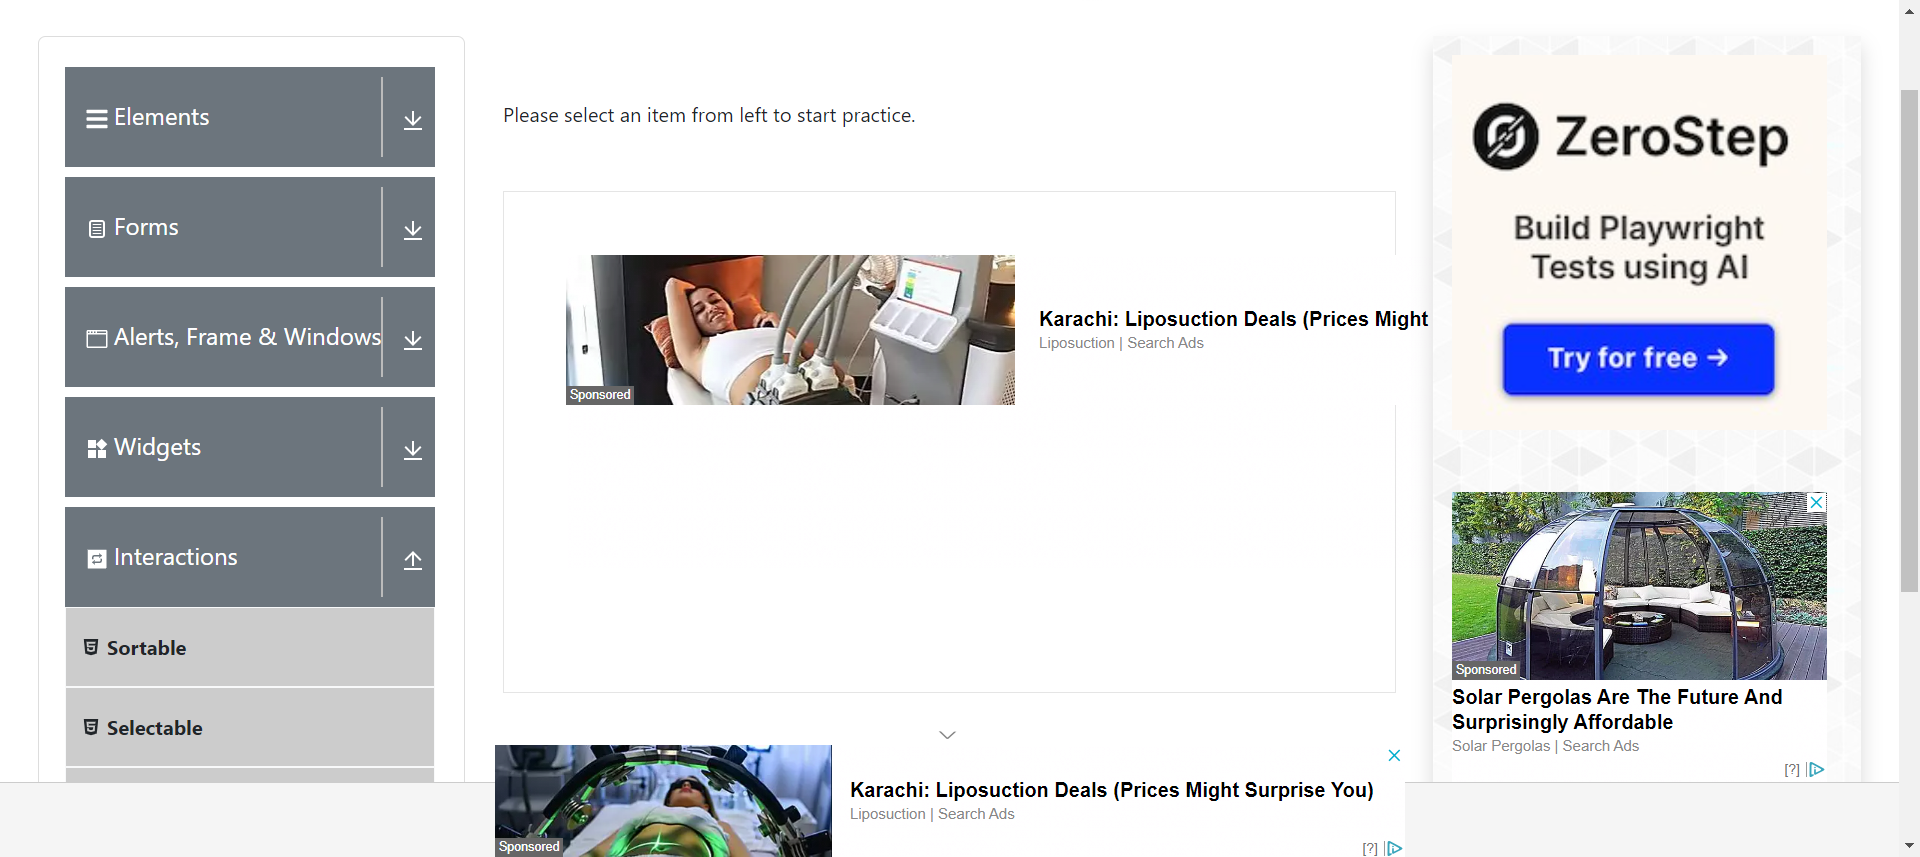 Elements
Forms
Alerts, Frame & Windows
Widgets
Interactions
Sortable
Selectable
Please select an item from left to start practice.
Karachi: Liposuction Deals (Prices Might
Liposuction | Search Ads
Sponsored
ZeroStep
Build Playwright
Tests using AI
Try for free →
Sponsored
Solar Pergolas Are The Future And
Surprisingly Affordable
Solar Pergolas | Search Ads
[?]
Karachi: Liposuction Deals (Prices Might Surprise You)
Liposuction | Search Ads
Sponsored
[?]